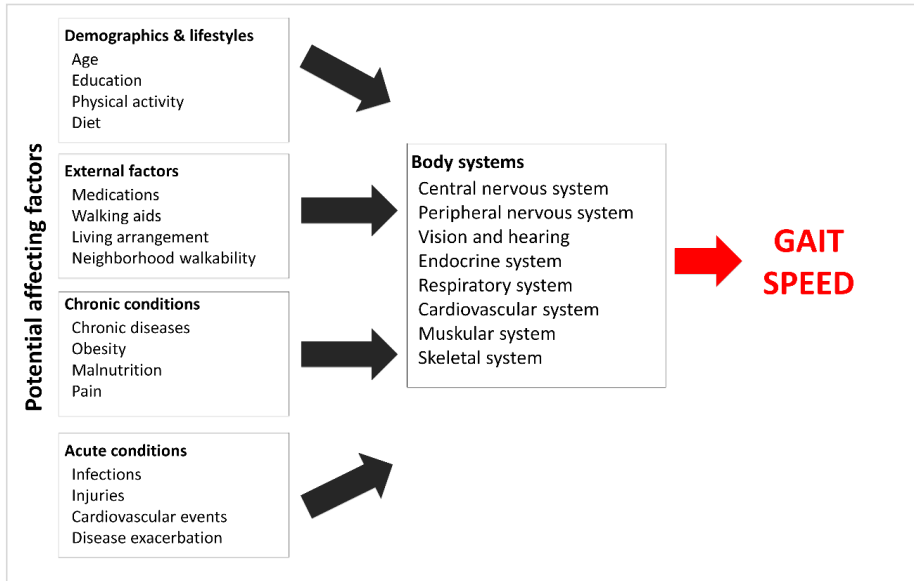 Potential affecting factors
Demographics & lifestyles
Age
Education
Physical activity
Diet
External factors
Medications
Walking aids
Living arrangement
Neighborhood walkability
Chronic conditions
Chronic diseases
Obesity
Malnutrition
Pain
Acute conditions
Infections
Injuries
Cardiovascular events
Disease exacerbation
Body systems
Central nervous system
Peripheral nervous system
Vision and hearing
Endocrine system
Respiratory system
Cardiovascular system
Muskular system
Skeletal system
GAIT
SPEED